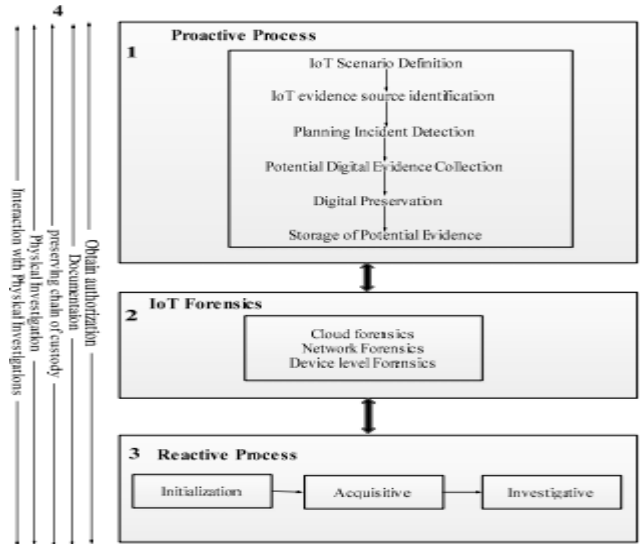 4
1
Proactive Process
IoT Scenario Definition
IoT evidence source identification
Planning Incident Detection
Potential Digital Evidence Collection
Digital Preservation
Storage of Potential Evidence
2
IoT Forensics
Cloud forensics
Network Forensics
Device level Forensics
3
Reactive Process
Initialization
Acquisitive
Investigative
Interaction with Physical Investigations
Physical Investigation
preserving chain of custody
Documentaion
Obtain authorization